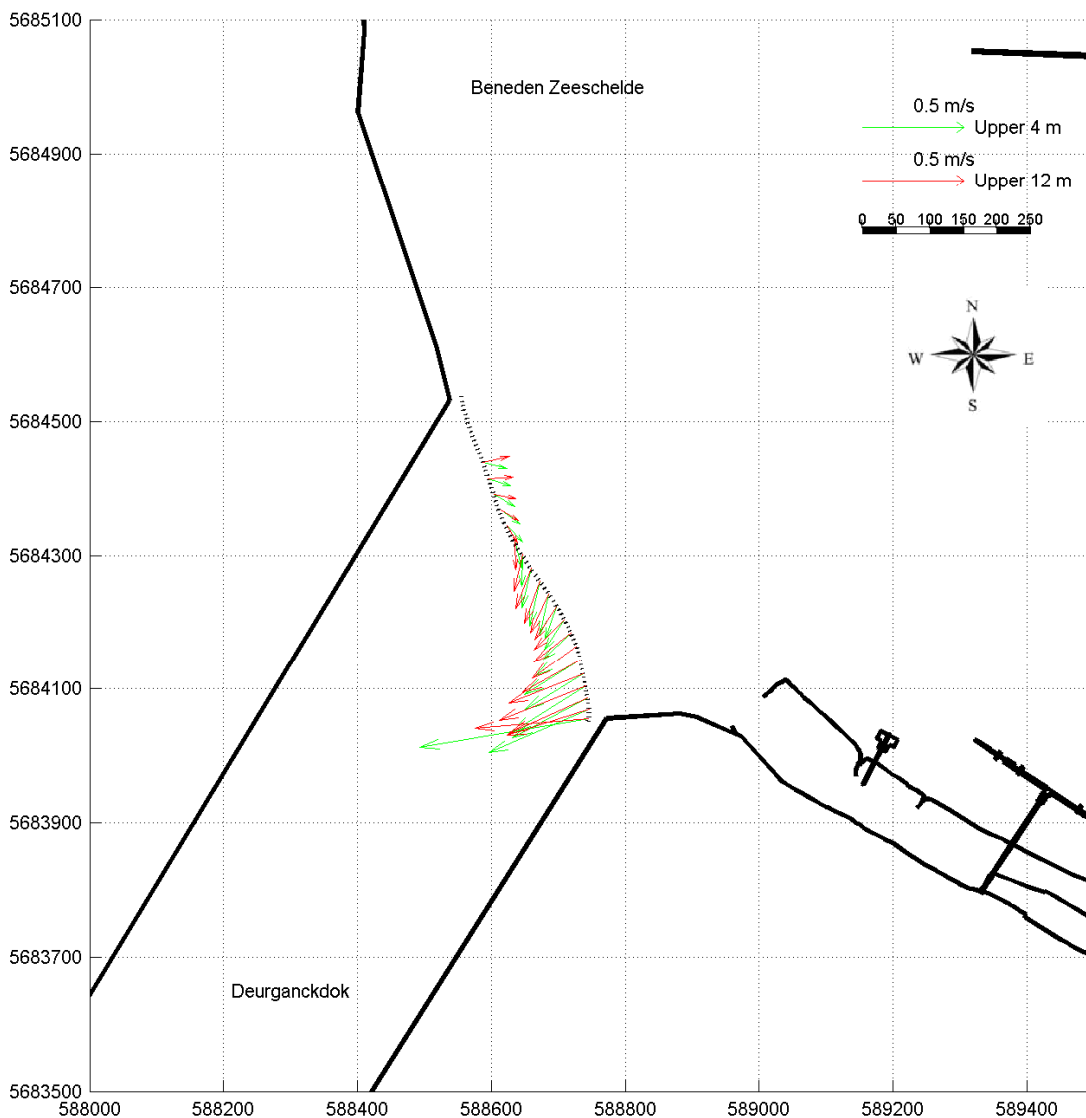 5685100
Beneden Zeeschelde
0.5 m/s
Upper 4 m
5684900
0.5 m/s
Upper 12 m
0 50 100 150 200 250
5684700
N
W E
S
5684500
5684300
5684100
5683900
5683700
Deurganckdok
5683500
588000 588200 588400 588600 588800 589000 589200 589400